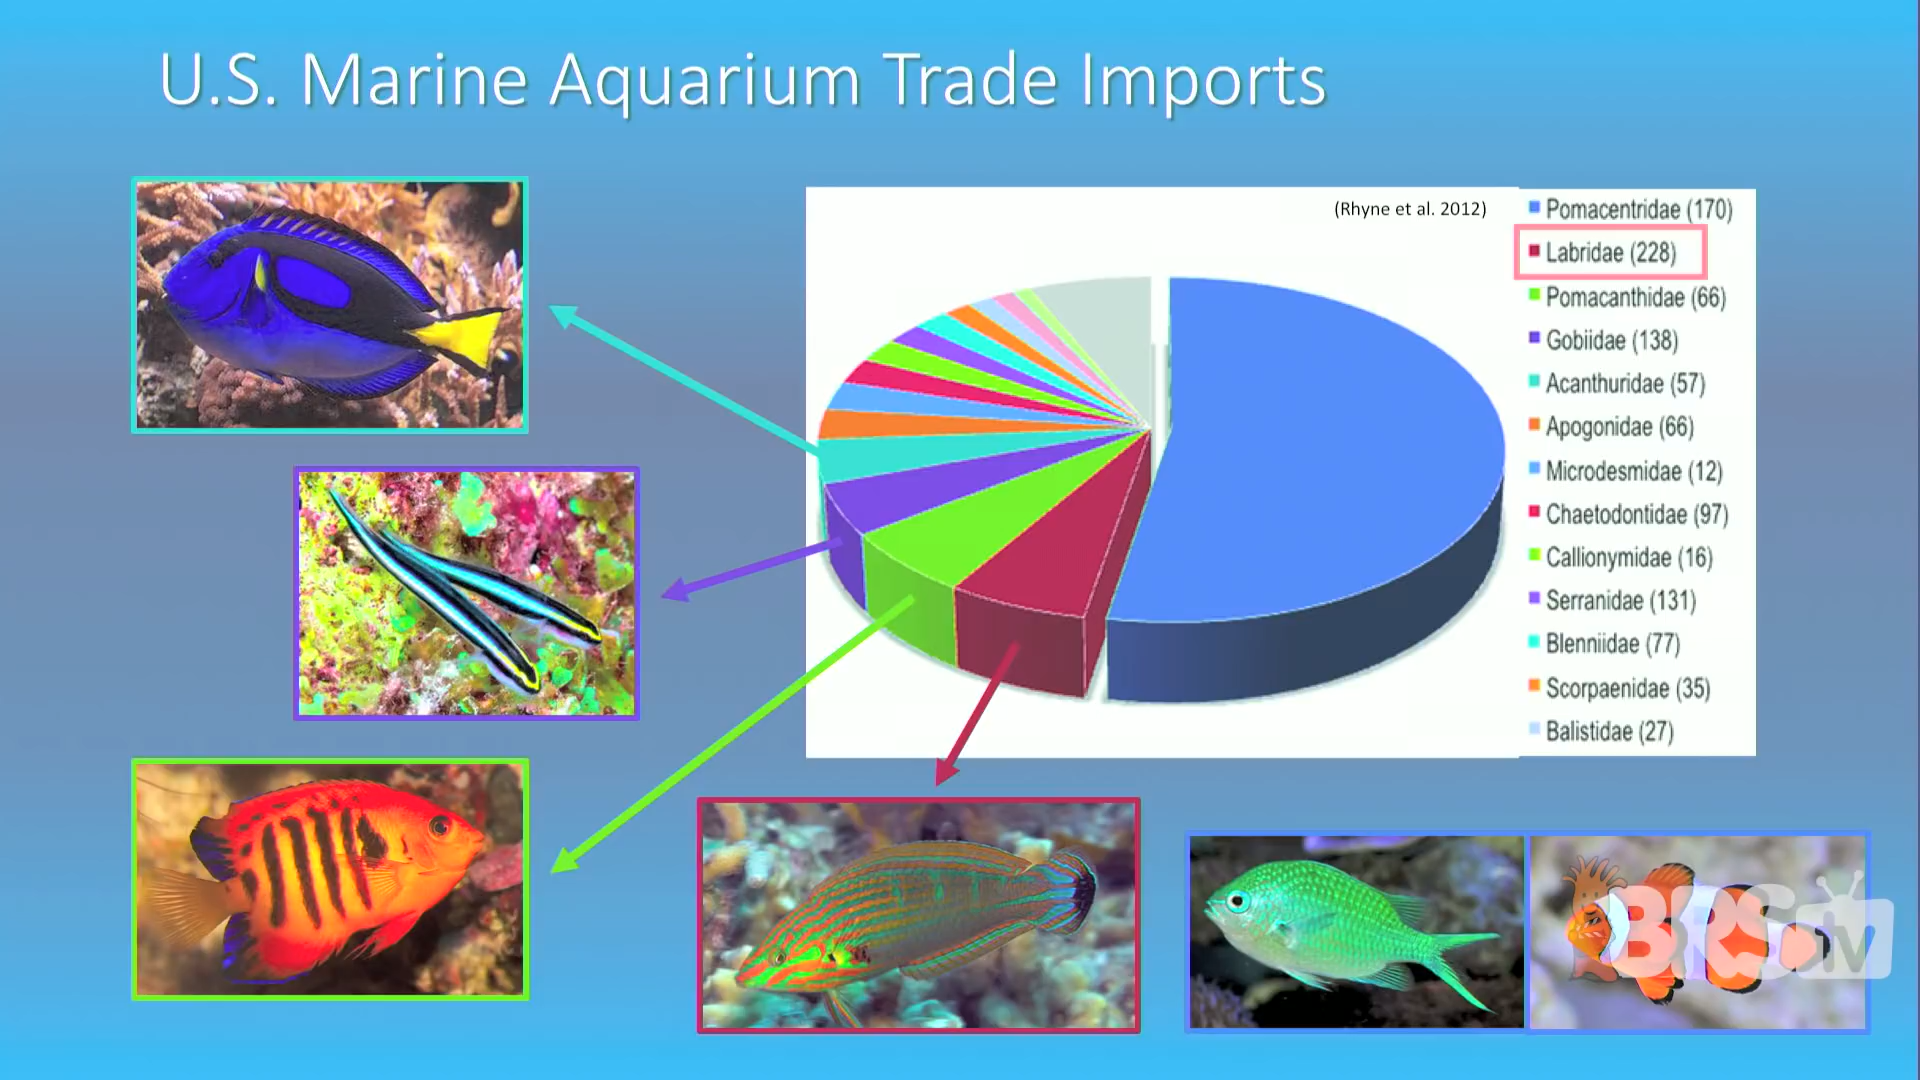 U.S. Marine Aquarium Trade Imports
(Rhyne et al. 2012)
Pomacentridae (170)
Labridae (228)
Pomacanthidae (66)
Gobiidae (138)
Acanthuridae (57)
Apogonidae (66)
Microdesmidae (12)
Chaetodontidae (97)
Callionymidae (16)
Serranidae (131)
Blenniidae (77)
Scorpaenidae (35)
Balistidae (27)
BRStv